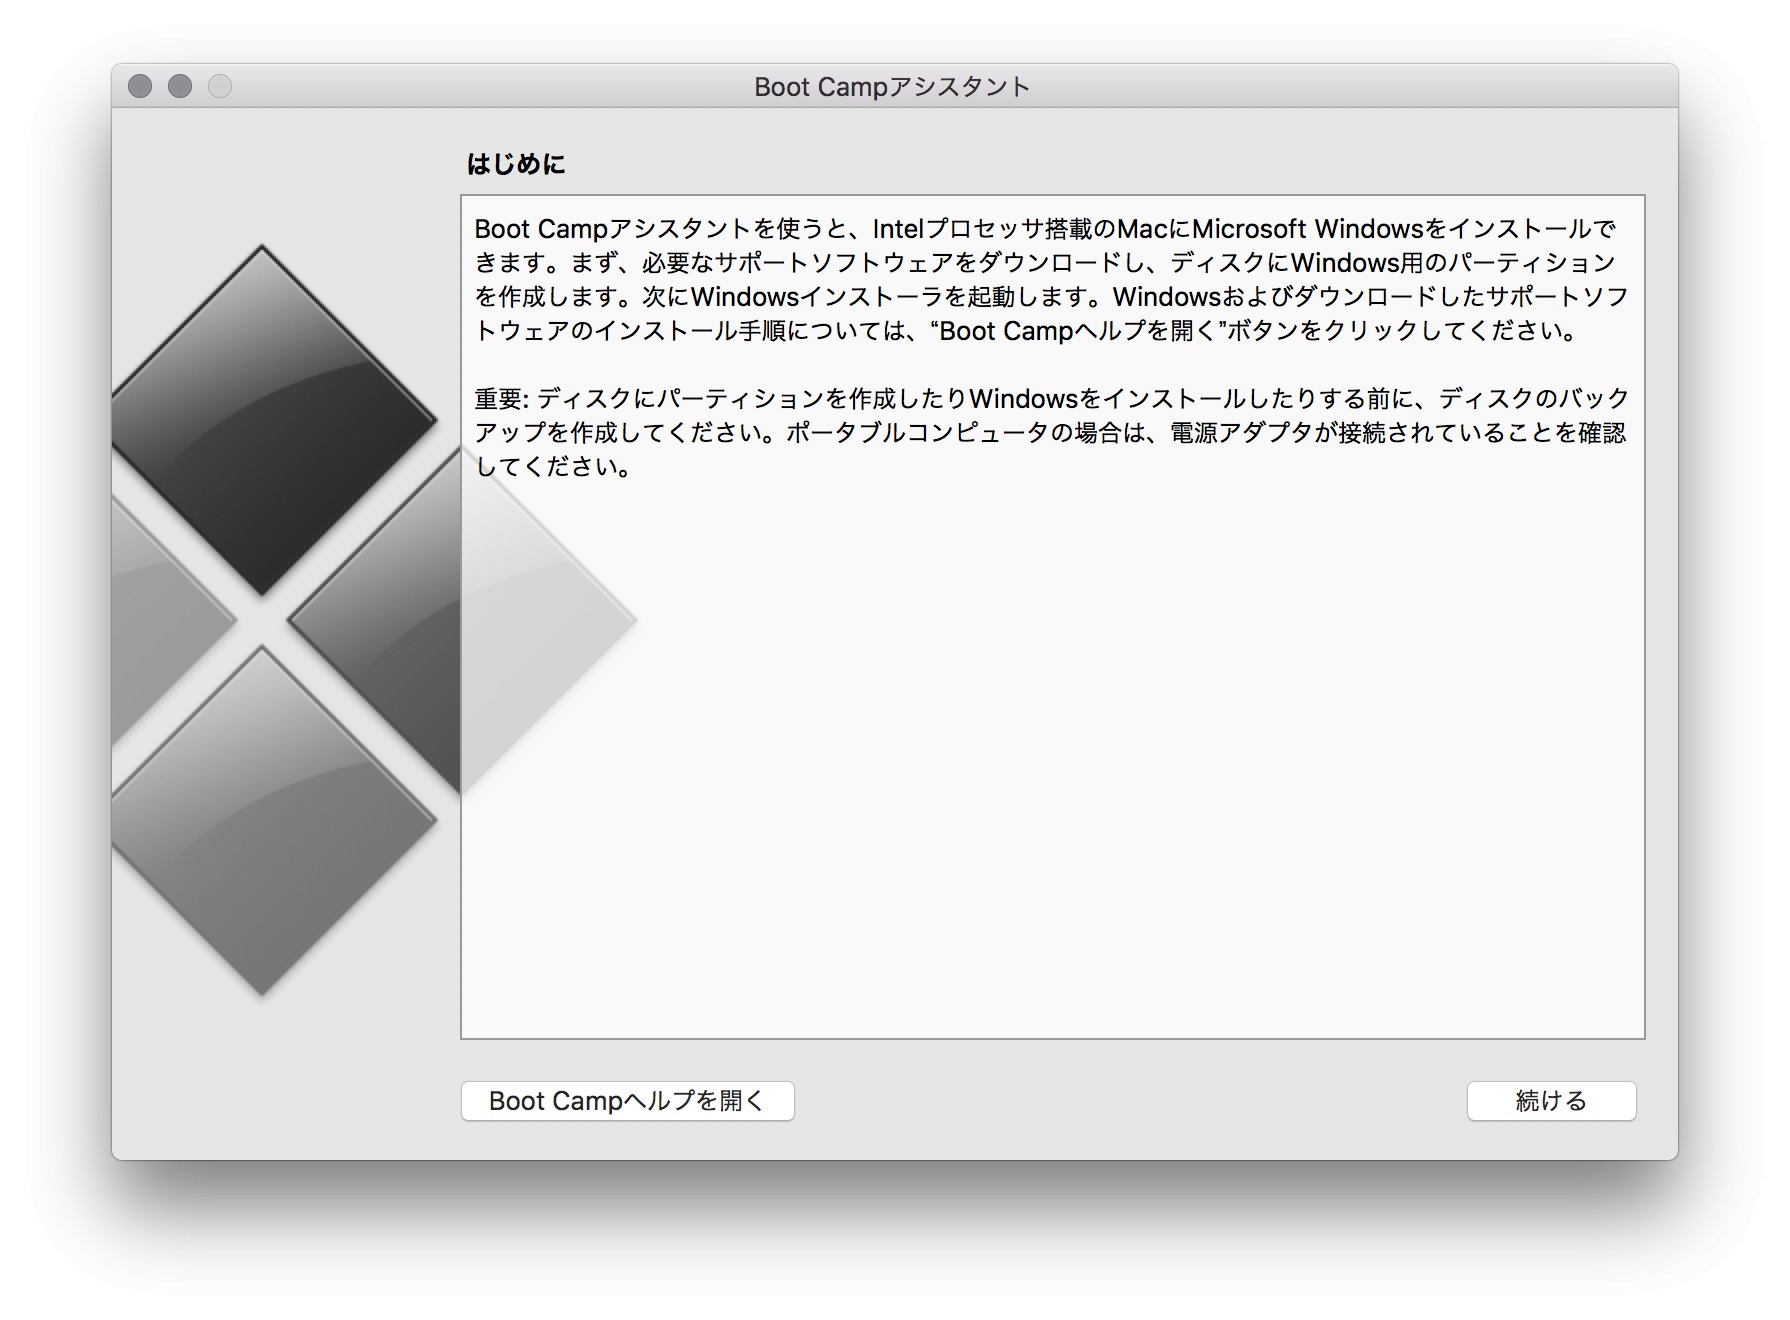 Boot Campアシスタント
はじめに
Boot Campアシスタントを使うと、Intelプロセッサ搭載のMacにMicrosoft Windowsをインストールで
きます。まず、必要なサポートソフトウェアをダウンロードし、ディスクにWindows用のパーティション
を作成します。次にWindowsインストーラを起動します。Windowsおよびダウンロードしたサポートソフ
トウェアのインストール手順については、“Boot Campヘルプを開く”ボタンをクリックしてください。
重要: ディスクにパーティションを作成したりWindowsをインストールしたりする前に、ディスクのバック
アップを作成してください。ポータブルコンピュータの場合は、電源アダプタが接続されていることを確認
してください。
Boot Campヘルプを開く
続ける